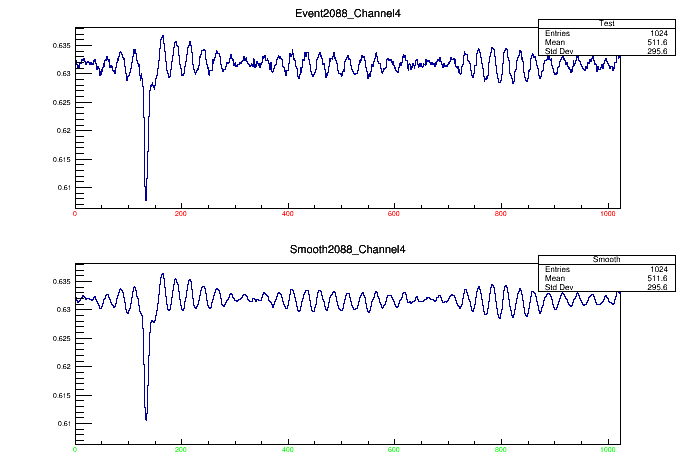 Event2088_Channel4
Test
Entries 1024
Mean 511.6
Std Dev 295.6
0.635
0.63
0.625
0.62
0.615
0.61
0 200 400 600 800 1000
Smooth2088_Channel4
Smooth
Entries 1024
Mean 511.6
Std Dev 295.6
0.635
0.63
0.625
0.62
0.615
0.61
0 200 400 600 800 1000